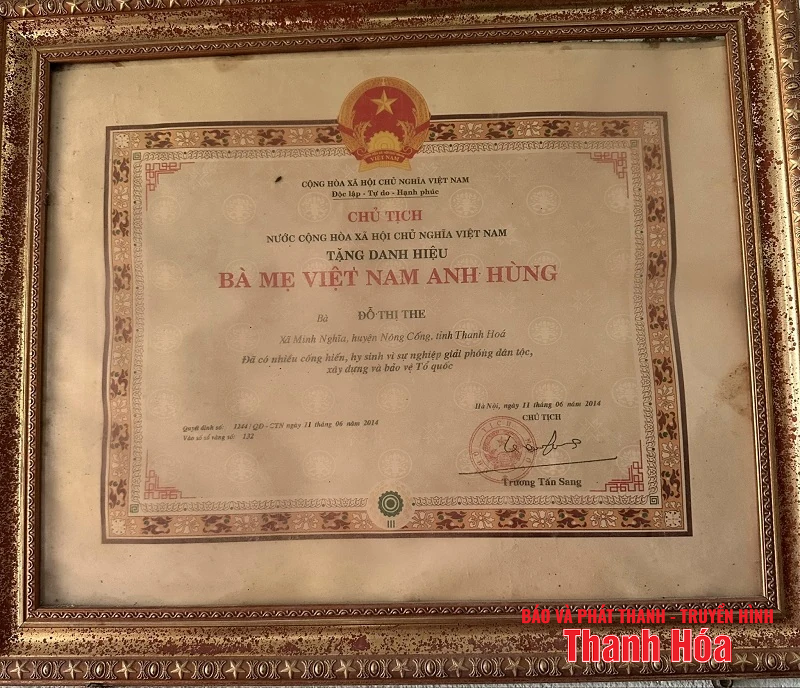 VIỆT NAM
CỘNG HÒA XÃ HỘI CHỦ NGHĨA VIỆT NAM
Độc lập - Tự do - Hạnh phúc
CHỦ TỊCH
NƯỚC CỘNG HÒA XÃ HỘI CHỦ NGHĨA VIỆT NAM
TẶNG DANH HIỆU
BÀ MẸ VIỆT NAM ANH HÙNG
Bà ĐỖ THỊ THE
Xã Minh Nghĩa, huyện Nông Cống, tỉnh Thanh Hoá
Đã có nhiều cống hiến, hy sinh vì sự nghiệp giải phóng dân tộc,
xây dựng và bảo vệ Tổ quốc
Hà Nội, ngày 11 tháng 06 năm 2014
CHỦ TỊCH
Quyết định số: 1244/QĐ - CTN ngày 11 tháng 06 năm 2014
Vào sổ số vàng số: 132
Trương Tấn Sang
BÁO VÀ PHÁT THANH - TRUYỀN HÌNH
Thanh Hóa